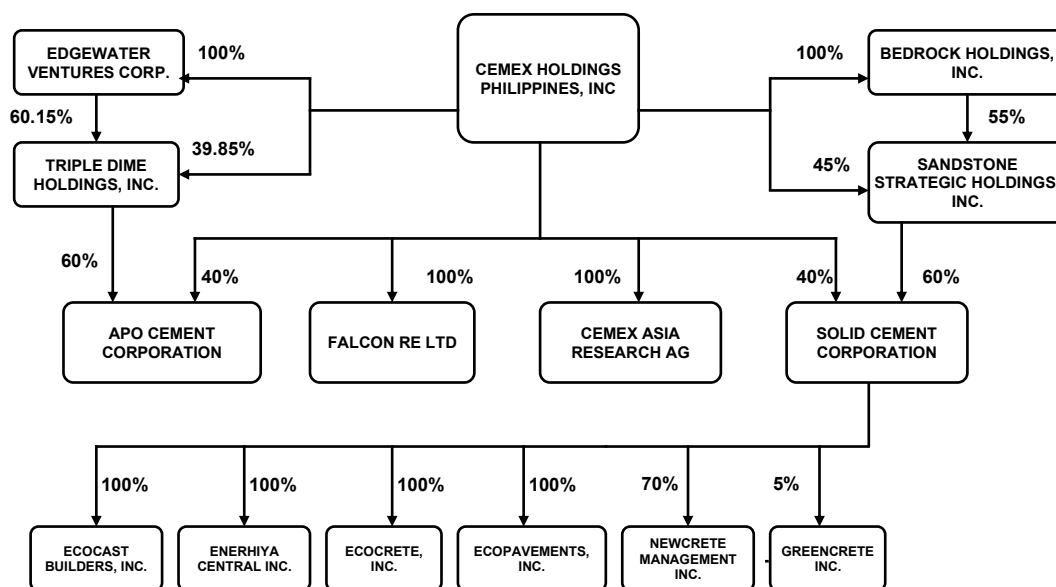 EDGEWATER
VENTURES CORP.
100%
CEMEX HOLDINGS
PHILIPPINES, INC
100%
BEDROCK HOLDINGS,
INC.
60.15%
55%
39.85%
TRIPLE DIME
HOLDINGS, INC.
45%
SANDSTONE
STRATEGIC HOLDINGS
INC.
60%
40%
100%
100%
40%
60%
APO CEMENT
CORPORATION
FALCON RE LTD
CEMEX ASIA
RESEARCH AG
SOLID CEMENT
CORPORATION
100%
100%
100%
100%
70%
5%
ECOCAST
BUILDERS, INC.
ENERHIYA
CENTRAL INC.
ECOCRETE,
INC.
ECOPAVEMENTS,
INC.
NEWCRETE
MANAGEMENT
INC.
GREENCRETE
INC.